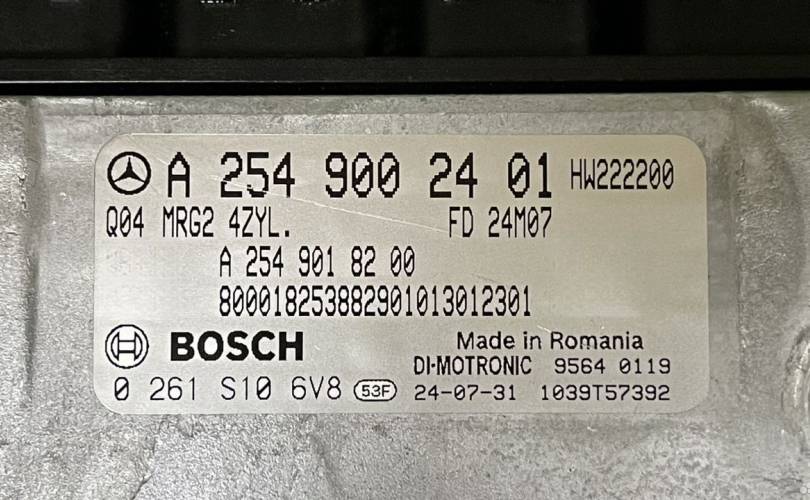 A 254 900 24 01 HW222200
Q04 MRG2 4ZYL. FD 24M07
A 254 901 82 00
800018253882901013012301
BOSCH Made in Romania
DI-MOTRONIC 9564 0119
0 261 S10 6V8 53F 24-07-31 1039T57392